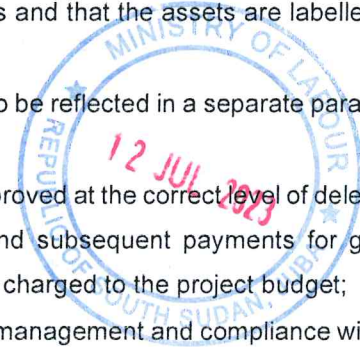 s and that the assets are labelle
o be reflected in a separate para
roved at the correct level of dele
nd subsequent payments for g
charged to the project budget;
management and compliance wi
MINISTRY OF LABOUR
12 JUL 2023
REPUBLIC OF SOUTH SUDAN, JUBA